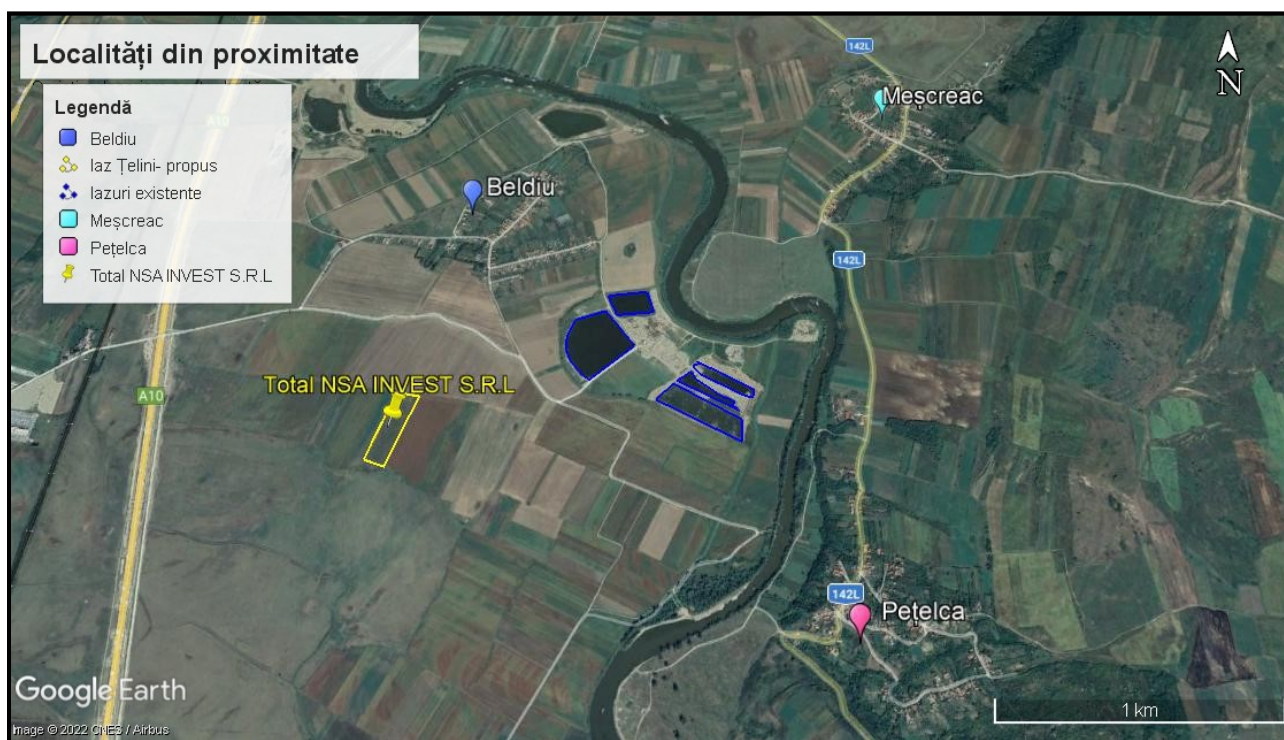 Localități din proximitate
Legendă
Beldiu
Iaz Țelini- propus
Iazuri existente
Meșcreac
Pețelca
Total NSA INVEST S.R.L
N
142L
A10
Meșcreac
Beldiu
142L
Total NSA INVEST S.R.L
A10
142L
Pețelca
Google Earth
Image © 2022 CNES / Airbus
1 km